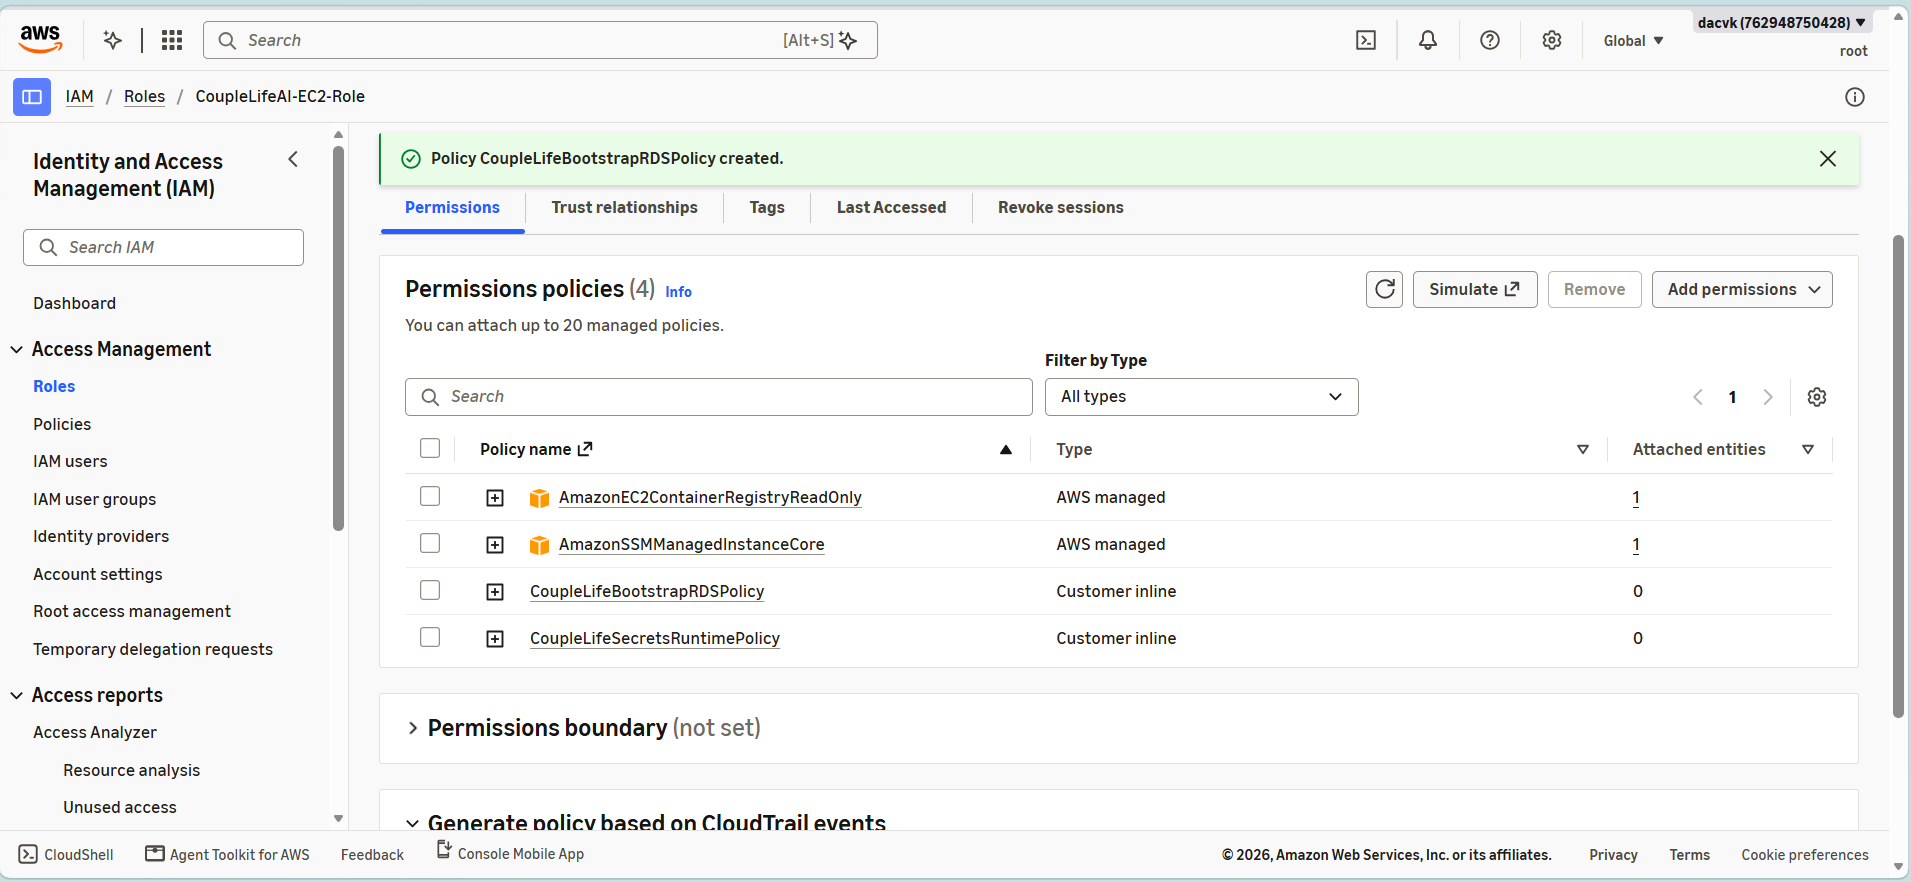 aws
Search [Alt+S]
Global
dacvk (762948750428)
root
IAM / Roles / CoupleLifeAI-EC2-Role
Identity and Access
Management (IAM)
Search IAM
Dashboard
Access Management
Roles
Policies
IAM users
IAM user groups
Identity providers
Account settings
Root access management
Temporary delegation requests
Access reports
Access Analyzer
Resource analysis
Unused access
Policy CoupleLifeBootstrapRDSPolicy created.
Permissions Trust relationships Tags Last Accessed Revoke sessions
Permissions policies (4) Info
Simulate Remove Add permissions
You can attach up to 20 managed policies.
Filter by Type
Search All types 1
Policy name Type Attached entities
AmazonEC2ContainerRegistryReadOnly AWS managed 1
AmazonSSMManagedInstanceCore AWS managed 1
CoupleLifeBootstrapRDSPolicy Customer inline 0
CoupleLifeSecretsRuntimePolicy Customer inline 0
Permissions boundary (not set)
Generate policy based on CloudTrail events
CloudShell Agent Toolkit for AWS Feedback Console Mobile App © 2026, Amazon Web Services, Inc. or its affiliates. Privacy Terms Cookie preferences